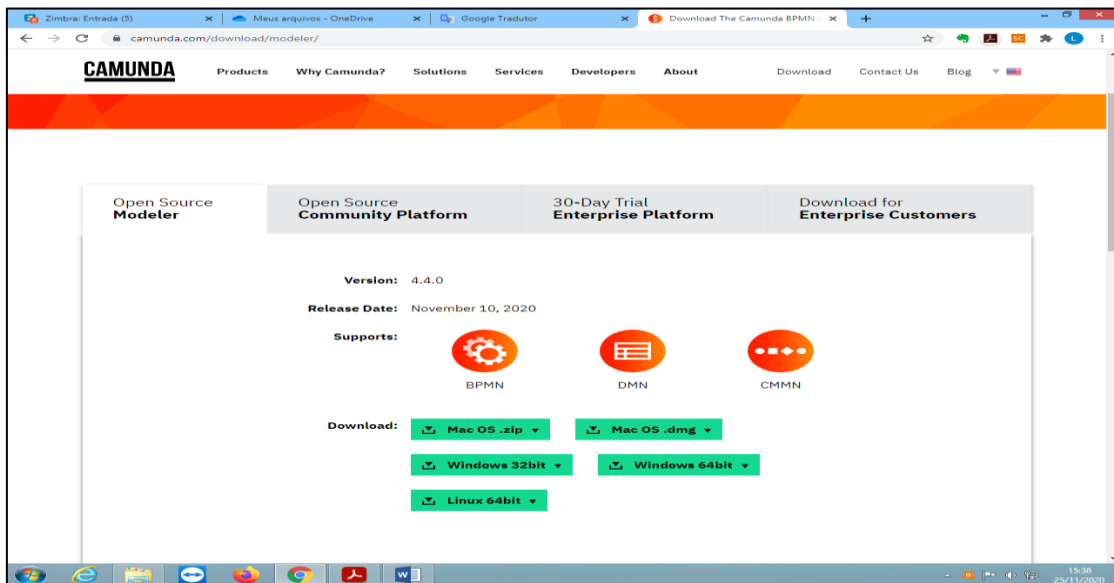 Zimbra: Entrada (5)
Meus arquivos - OneDrive
Google Tradutor
Download The Camunda BPMN /
camunda.com/download/modeler/
SC
L
CAMUNDA
Products
Why Camunda?
Solutions
Services
Developers
About
Download
Contact Us
Blog
Open Source
Modeler
Open Source
Community Platform
30-Day Trial
Enterprise Platform
Download for
Enterprise Customers
Version: 4.4.0
Release Date: November 10, 2020
Supports:
BPMN
DMN
CMMN
Download:
Mac OS .zip
Mac OS .dmg
Windows 32bit
Windows 64bit
Linux 64bit
15:38
25/11/2020